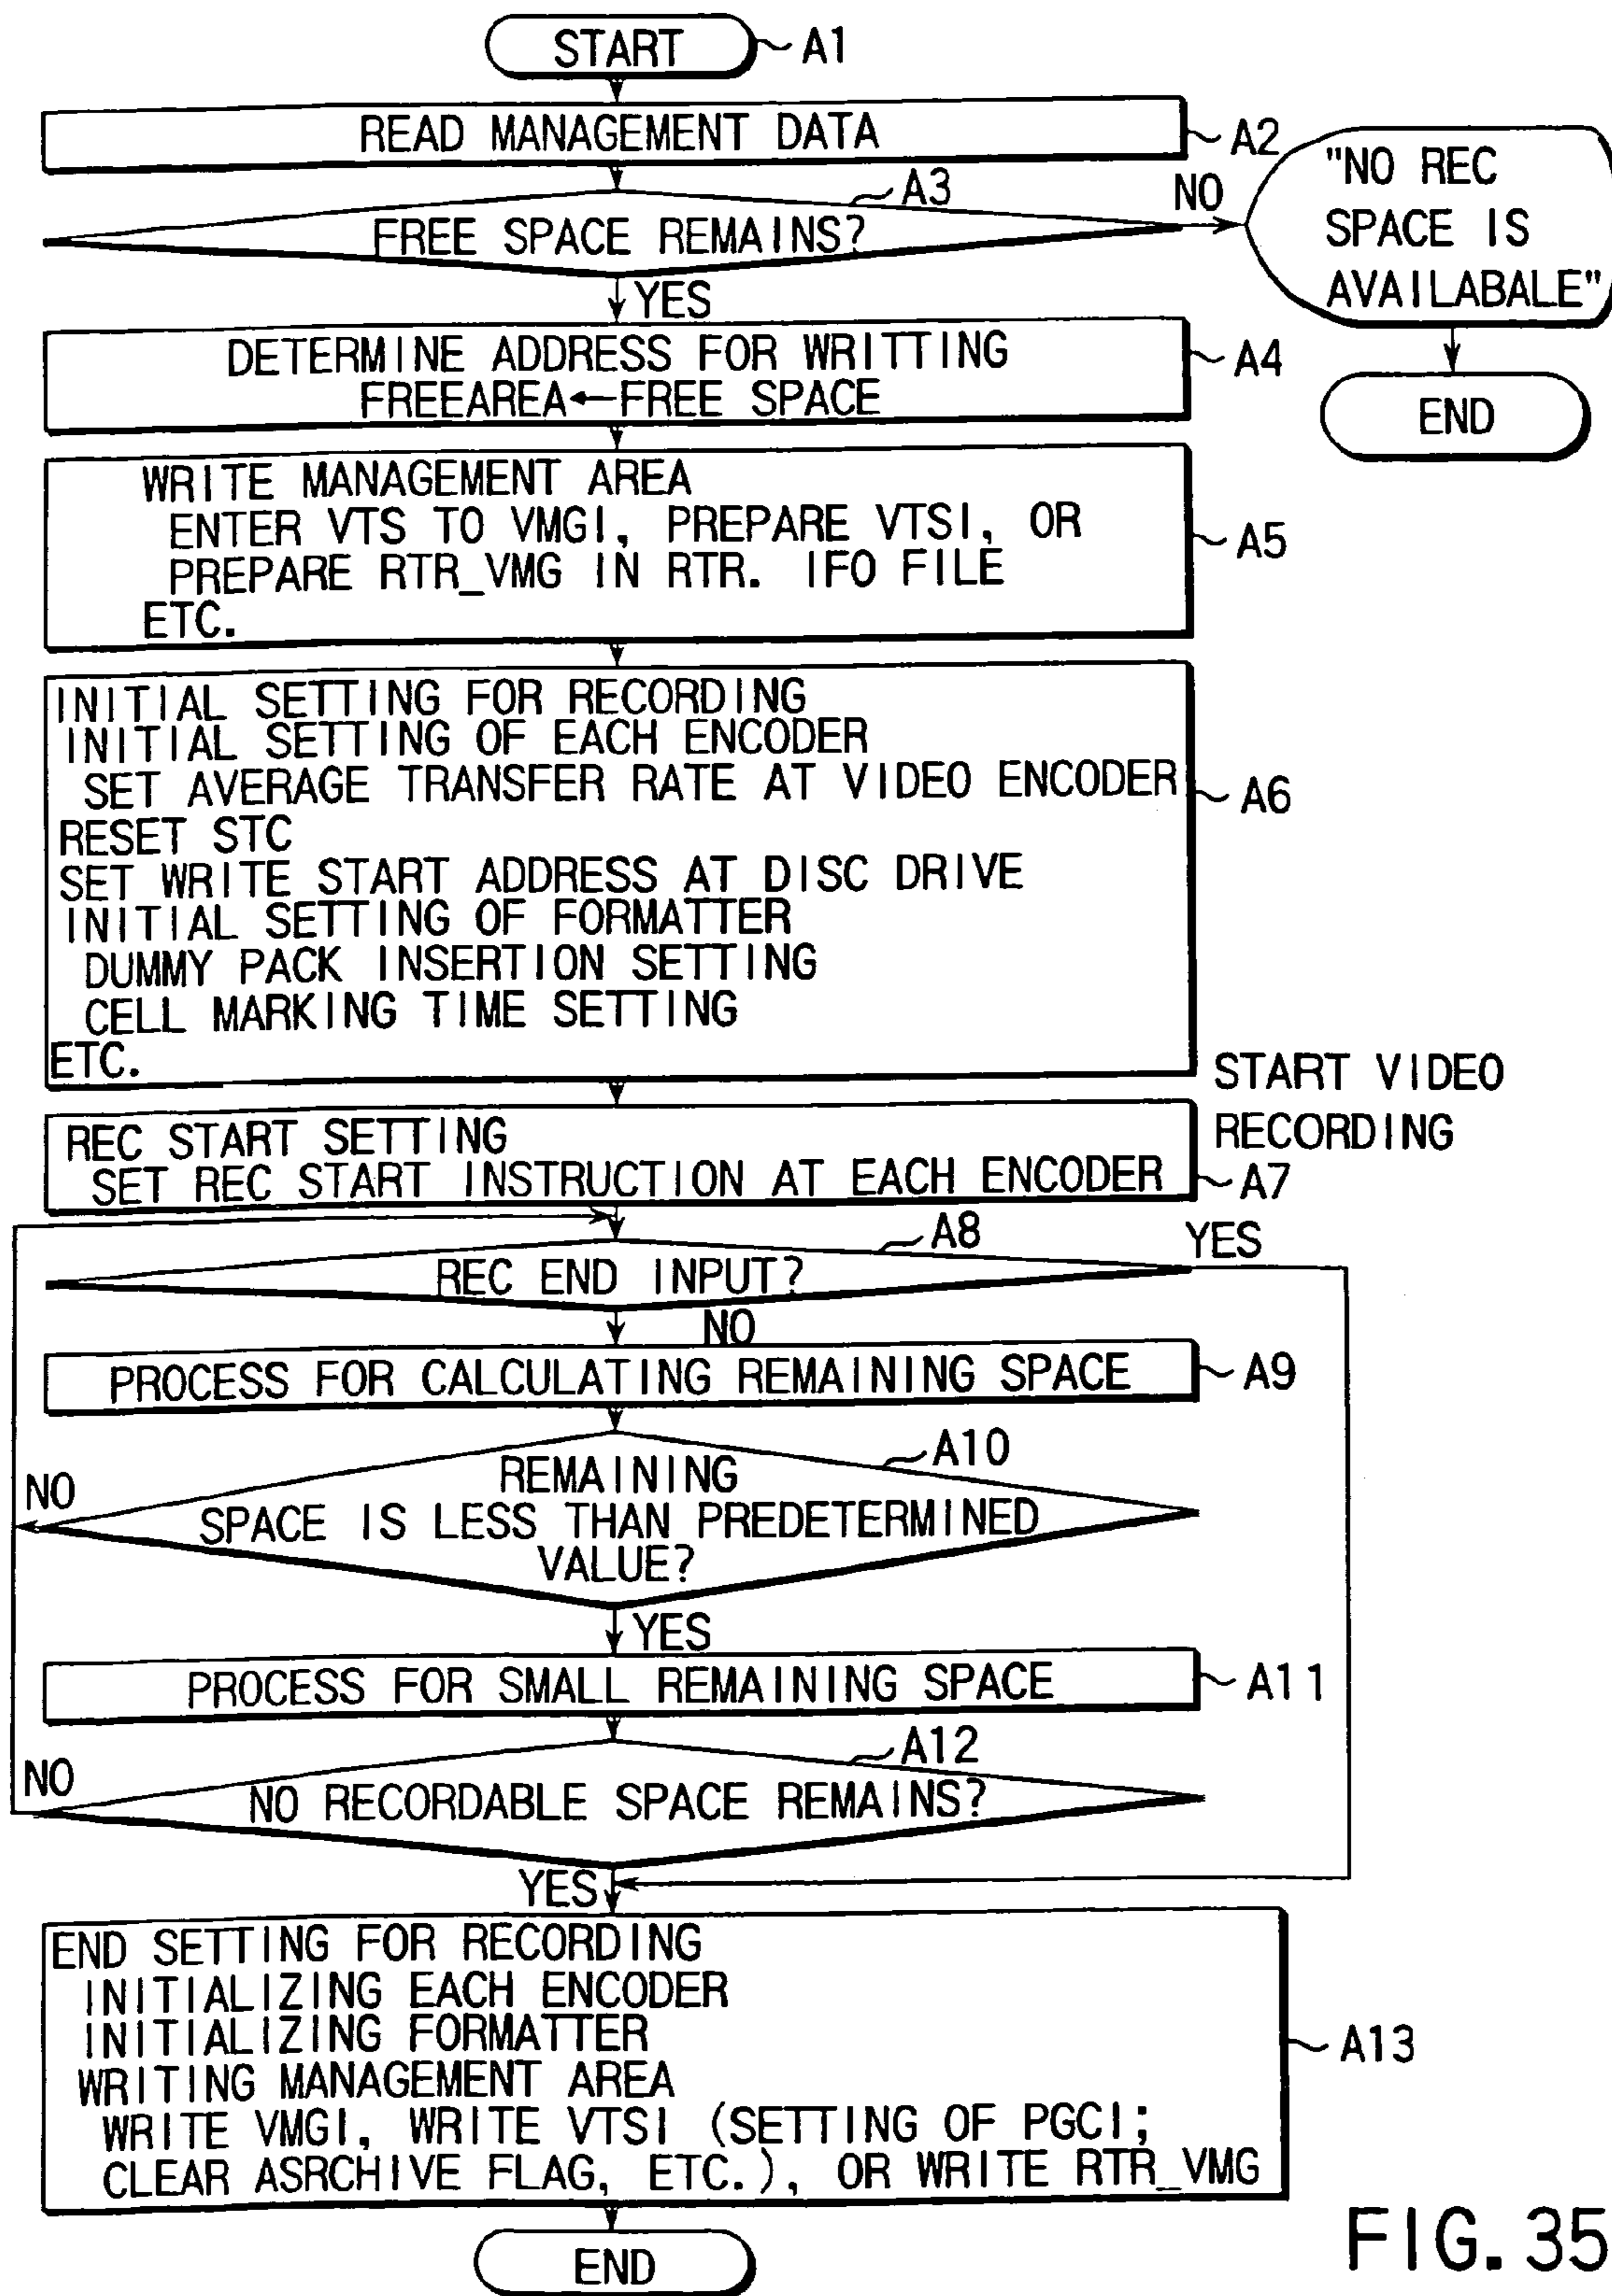 START A1
READ MANAGEMENT DATA A2
A3
FREE SPACE REMAINS?
NO
"NO REC
SPACE IS
AVAILABALE"
END
YES
DETERMINE ADDRESS FOR WRITTING
FREEAREA←FREE SPACE
A4
WRITE MANAGEMENT AREA
ENTER VTS TO VMGI, PREPARE VTSI, OR
PREPARE RTR_VMG IN RTR. IFO FILE
ETC.
A5
INITIAL SETTING FOR RECORDING
INITIAL SETTING OF EACH ENCODER
SET AVERAGE TRANSFER RATE AT VIDEO ENCODER
RESET STC
SET WRITE START ADDRESS AT DISC DRIVE
INITIAL SETTING OF FORMATTER
DUMMY PACK INSERTION SETTING
CELL MARKING TIME SETTING
ETC.
A6
START VIDEO
RECORDING
REC START SETTING
SET REC START INSTRUCTION AT EACH ENCODER
A7
A8
REC END INPUT?
YES
NO
PROCESS FOR CALCULATING REMAINING SPACE A9
A10
REMAINING
SPACE IS LESS THAN PREDETERMINED
VALUE?
NO
YES
PROCESS FOR SMALL REMAINING SPACE A11
A12
NO RECORDABLE SPACE REMAINS?
NO
YES
END SETTING FOR RECORDING
INITIALIZING EACH ENCODER
INITIALIZING FORMATTER
WRITING MANAGEMENT AREA
WRITE VMGI, WRITE VTSI (SETTING OF PGCI;
CLEAR ASRCHIVE FLAG, ETC.), OR WRITE RTR_VMG
A13
END
FIG. 35